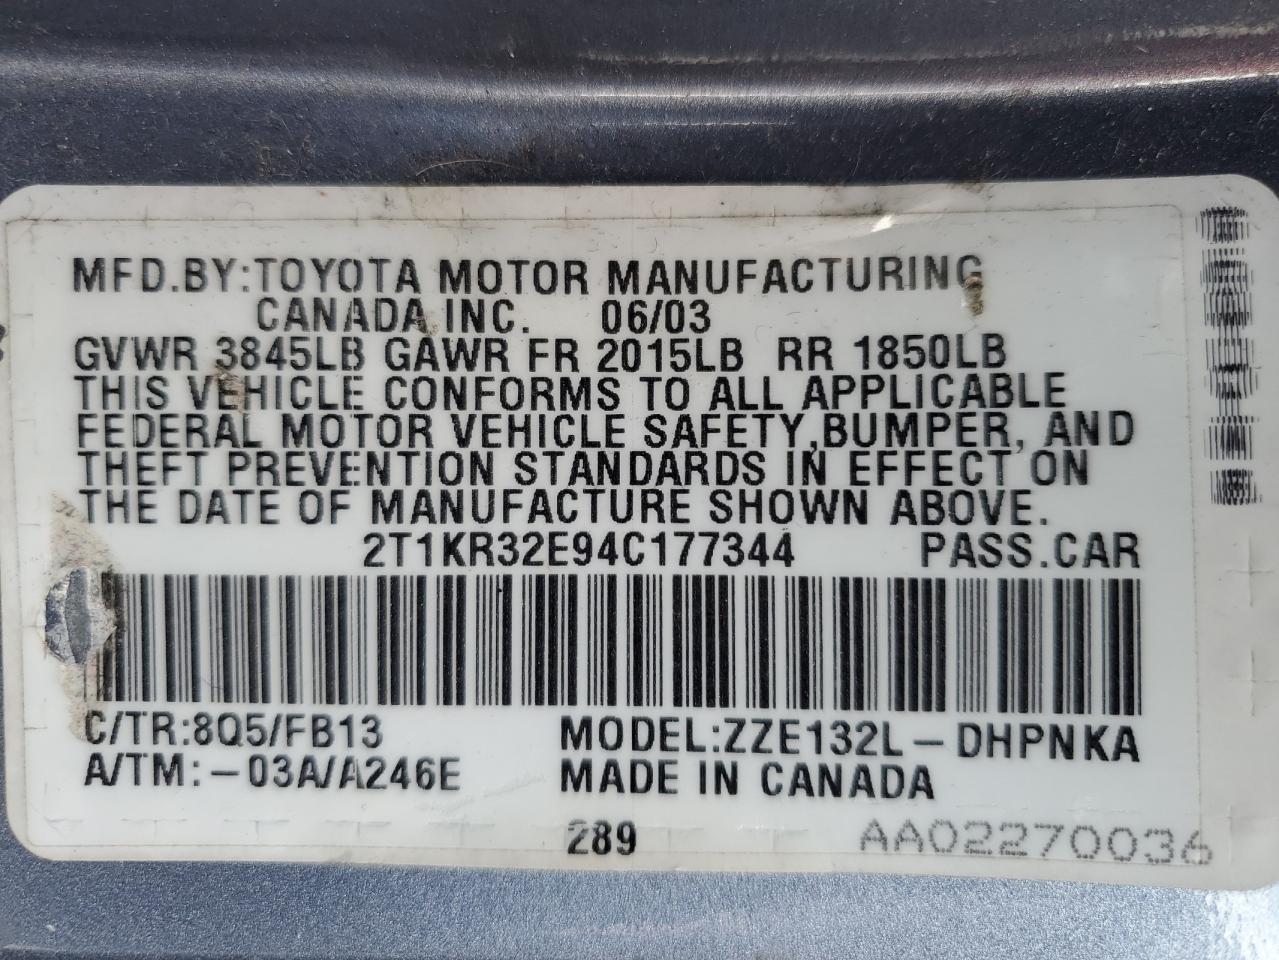 MFD.BY:TOYOTA MOTOR MANUFACTURING
CANADA INC. 06/03
GVWR 3845LB GAWR FR 2015LB RR 1850LB
THIS VEHICLE CONFORMS TO ALL APPLICABLE
FEDERAL MOTOR VEHICLE SAFETY,BUMPER, AND
THEFT PREVENTION STANDARDS IN EFFECT ON
THE DATE OF MANUFACTURE SHOWN ABOVE.
2T1KR32E94C177344 PASS.CAR
C/TR:8Q5/FB13 MODEL:ZZE132L-DHPNKA
A/TM:-03A/A246E MADE IN CANADA
289 AA02270036